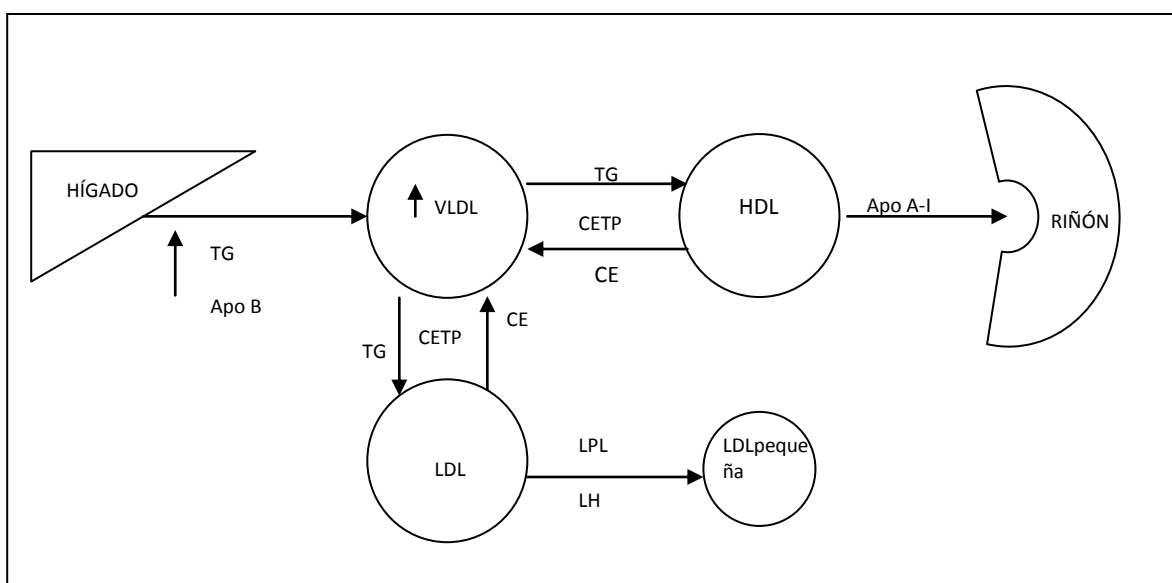 HÍGADO
TG
Apo B
VLDL
TG
CETP
CE
HDL
Apo A-I
RIÑÓN
TG
CETP
CE
LDL
LPL
LH
LDLpeque
ña